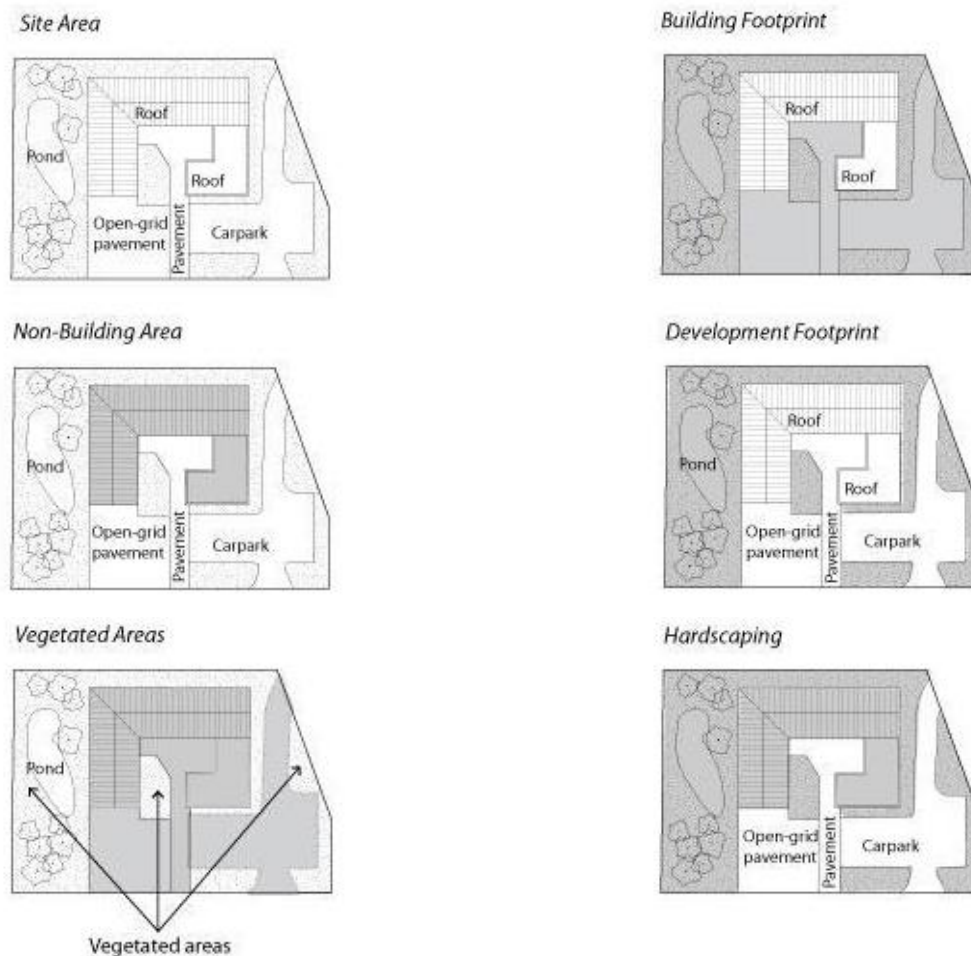 Site Area
Roof
Pond
Roof
Open-grid
pavement
Pavement
Carpark
Building Footprint
Roof
Roof
Non-Building Area
Pond
Open-grid
pavement
Pavement
Carpark
Development Footprint
Roof
Pond
Roof
Open-grid
pavement
Pavement
Carpark
Vegetated Areas
Pond
Vegetated areas
Hardscaping
Open-grid
pavement
Pavement
Carpark